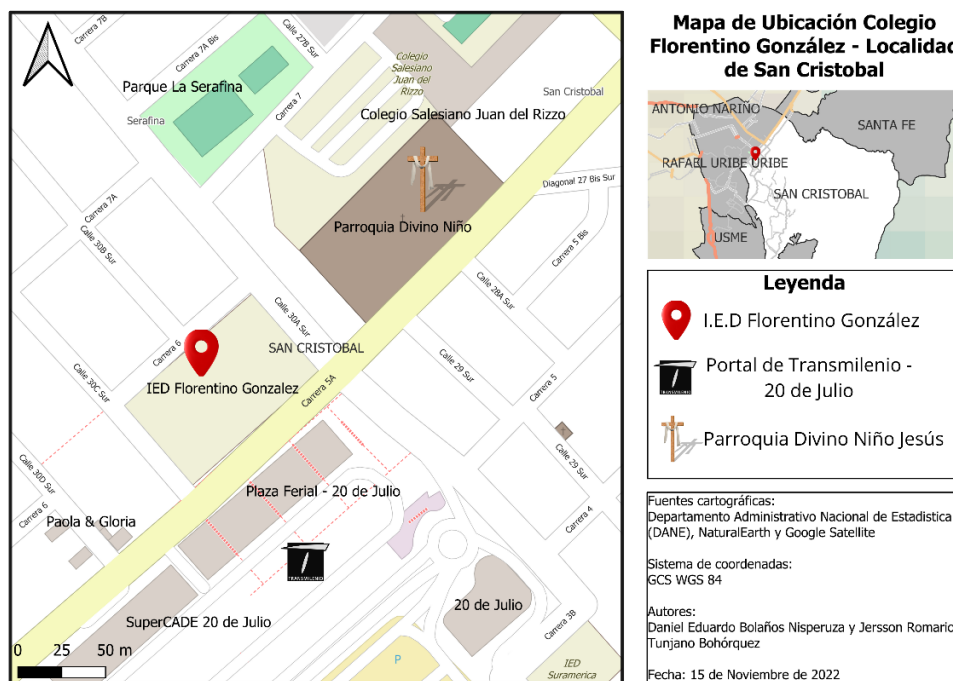 Mapa de Ubicación Colegio
Florentino González - Localidad
de San Cristobal
Carrera 7B
Calle 27B Sur
Carrera 7A Bis
Parque La Serafina
Serafina
Carrera 7
Colegio
Salesiano
Juan del
Rizzo
San Cristobal
Colegio Salesiano Juan del Rizzo
Diagonal 27 Bis Sur
Parroquia Divino Niño
Carrera 7A
Calle 30B Sur
Carrera 5 Bis
Calle 28A Sur
Calle 30A Sur
SAN CRISTOBAL
Carrera 6
IED Florentino Gonzalez
Calle 30C Sur
Carrera 5A
Calle 29 Sur
Carrera 5
Calle 30D Sur
Carrera 6
Paola & Gloria
Plaza Ferial - 20 de Julio
Calle 29 Sur
Carrera 4
TRANSMILENIO
SuperCADE 20 de Julio
20 de Julio
Carrera 3B
P
IED
Suramerica
0 25 50 m
ANTONIO NARIÑO
SANTA FE
RAFAEL URIBE URIBE
SAN CRISTOBAL
USME
Leyenda
I.E.D Florentino González
Portal de Transmilenio -
20 de Julio
TRANSMILENIO
Parroquia Divino Niño Jesús
Fuentes cartográficas:
Departamento Administrativo Nacional de Estadistica
(DANE), NaturalEarth y Google Satellite
Sistema de coordenadas:
GCS WGS 84
Autores:
Daniel Eduardo Bolaños Nisperuza y Jersson Romario
Tunjano Bohórquez
Fecha: 15 de Noviembre de 2022